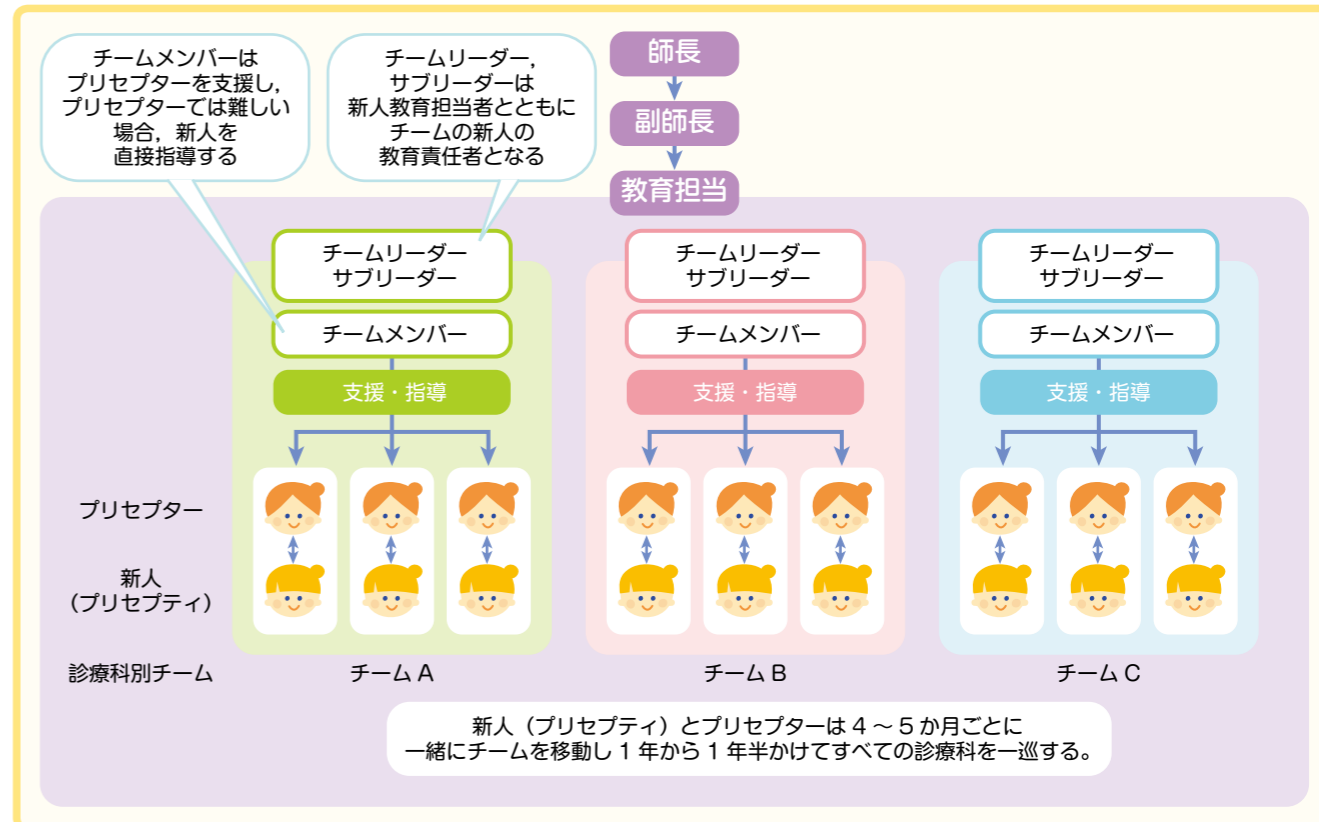 チームメンバーは
プリセプターを支援し，
プリセプターでは難しい
場合，新人を
直接指導する
チームリーダー，
サブリーダーは
新人教育担当者とともに
チームの新人の
教育責任者となる
師長
副師長
教育担当
チームリーダー
サブリーダー
チームメンバー
支援・指導
チームリーダー
サブリーダー
チームメンバー
支援・指導
チームリーダー
サブリーダー
チームメンバー
支援・指導
プリセプター
新人
（プリセプティ）
診療科別チーム
チーム A
チーム B
チーム C
新人（プリセプティ）とプリセプターは 4 ～ 5 か月ごとに
一緒にチームを移動し 1 年から 1 年半かけてすべての診療科を一巡する。